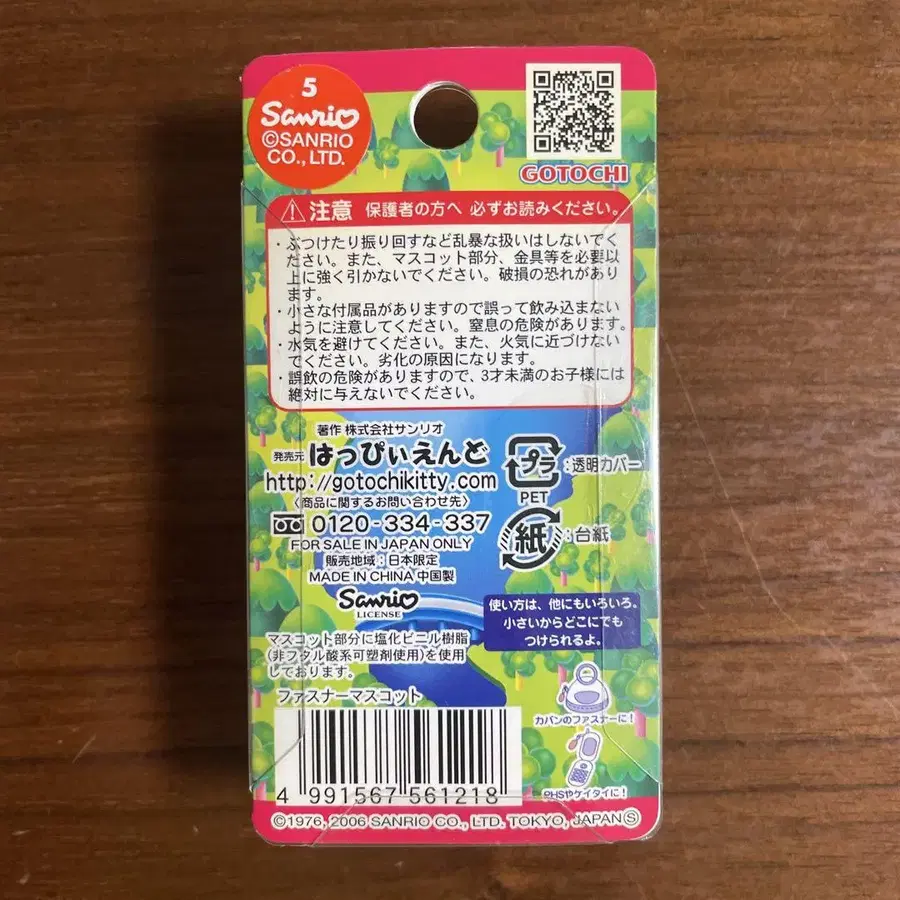 5
Sanrio
©SANRIO
CO., LTD.
GOTOCHI
注意 保護者の方へ 必ずお読みください。
・ぶつけたり振り回すなど乱暴な扱いはしないでく
ださい。また、マスコット部分、金具等を必要以
上に強く引かないでください。破損の恐れがあり
ます。
・小さな付属品がありますので誤って飲み込まない
ように注意してください。窒息の危険があります。
・水気を避けてください。また、火気に近づけない
でください。劣化の原因になります。
・誤飲の危険がありますので、3才未満のお子様には
絶対に与えないでください。
著作 株式会社サンリオ
発売元 はっぴぃえんど
http://gotochikitty.com
〈商品に関するお問い合わせ先〉
0120-334-337
FOR SALE IN JAPAN ONLY
販売地域：日本限定
MADE IN CHINA 中国製
Sanrio
LICENSE
プラ：透明カバー
PET
紙：台紙
使い方は、他にもいろいろ。
小さいからどこにでも
つけられるよ。
マスコット部分に塩化ビニル樹脂
(非フタル酸系可塑剤使用)を使用
しております。
ファスナーマスコット
カバンのファスナーに！
PHSやケイタイに！
4 991567 561218
©1976, 2006 SANRIO CO., LTD. TOKYO, JAPAN Ⓢ